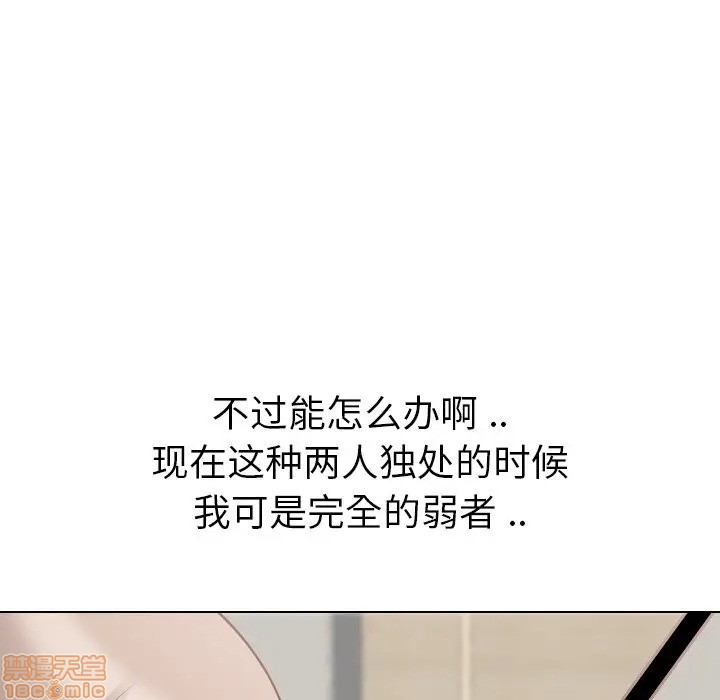 不过能怎么办啊 ..
现在这种两人独处的时候
我可是完全的弱者 ..
禁漫天堂
18comic